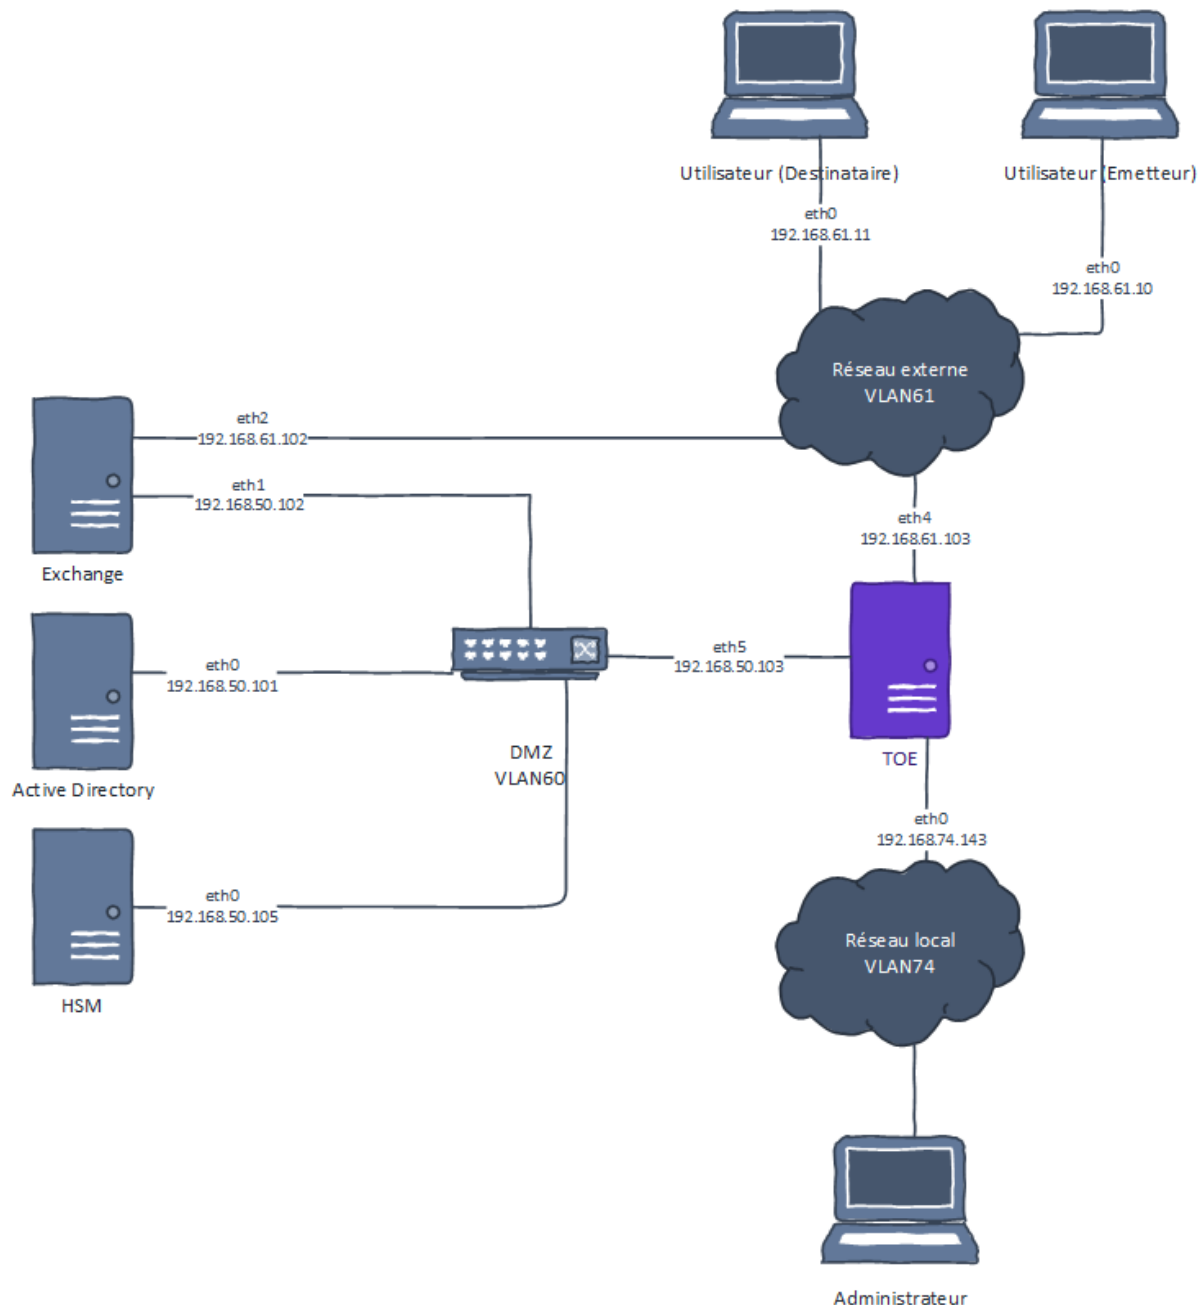 Utilisateur (Destinataire)
Utilisateur (Emetteur)
eth0
192.168.61.11
eth0
192.168.61.10
Réseau externe
VLAN61
eth2
192.168.61.102
eth1
192.168.50.102
Exchange
eth4
192.168.61.103
eth5
192.168.50.103
eth0
192.168.50.101
Active Directory
DMZ
VLAN60
TOE
eth0
192.168.74.143
eth0
192.168.50.105
HSM
Réseau local
VLAN74
Administrateur